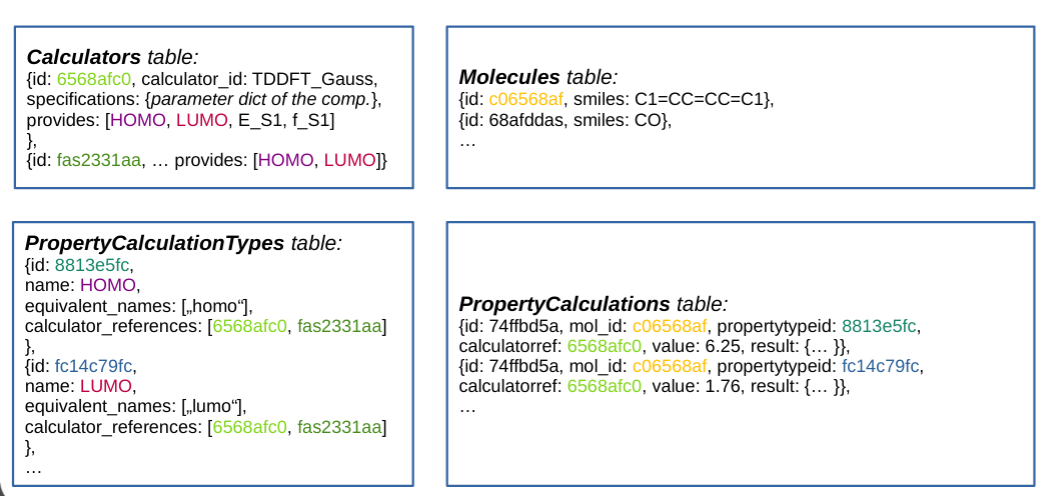 Calculators table:
{id: 6568afc0, calculator_id: TDDFT_Gauss,
specifications: {parameter dict of the comp.},
provides: [HOMO, LUMO, E_S1, f_S1]
},
{id: fas2331aa, … provides: [HOMO, LUMO]}
Molecules table:
{id: c06568af, smiles: C1=CC=CC=C1},
{id: 68afddas, smiles: CO},
…
PropertyCalculationTypes table:
{id: 8813e5fc,
name: HOMO,
equivalent_names: [„homo“],
calculator_references: [6568afc0, fas2331aa]
},
{id: fc14c79fc,
name: LUMO,
equivalent_names: [„lumo“],
calculator_references: [6568afc0, fas2331aa]
},
…
PropertyCalculations table:
{id: 74ffbd5a, mol_id: c06568af, propertytypeid: 8813e5fc,
calculatorref: 6568afc0, value: 6.25, result: {… }},
{id: 74ffbd5a, mol_id: c06568af, propertytypeid: fc14c79fc,
calculatorref: 6568afc0, value: 1.76, result: {… }},
…